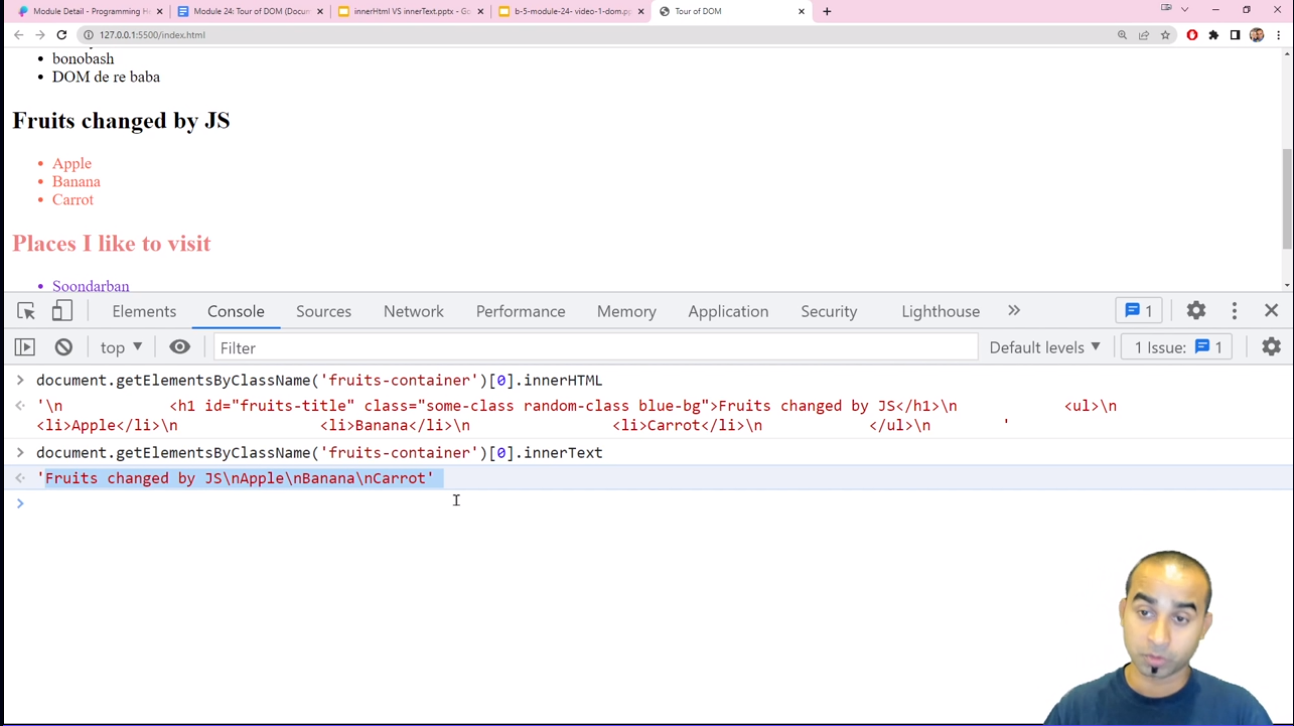 Module Detail - Programming H
Module 24: Tour of DOM (Docum
innerHtml VS innerText.pptx - Go
b-5-module-24- video-1-dom.pp
Tour of DOM
127.0.0.1:5500/index.html
DOM de re baba
bonobash
Fruits changed by JS
Apple
Banana
Carrot
Places I like to visit
Soondarban
Elements Console Sources Network Performance Memory Application Security Lighthouse » 1
top Filter Default levels 1 Issue: 1
document.getElementsByClassName('fruits-container')[0].innerHTML
'\n <h1 id="fruits-title" class="some-class random-class blue-bg">Fruits changed by JS</h1>\n <ul>\n
<li>Apple</li>\n <li>Banana</li>\n <li>Carrot</li>\n </ul>\n '
document.getElementsByClassName('fruits-container')[0].innerText
'Fruits changed by JS\nApple\nBanana\nCarrot'